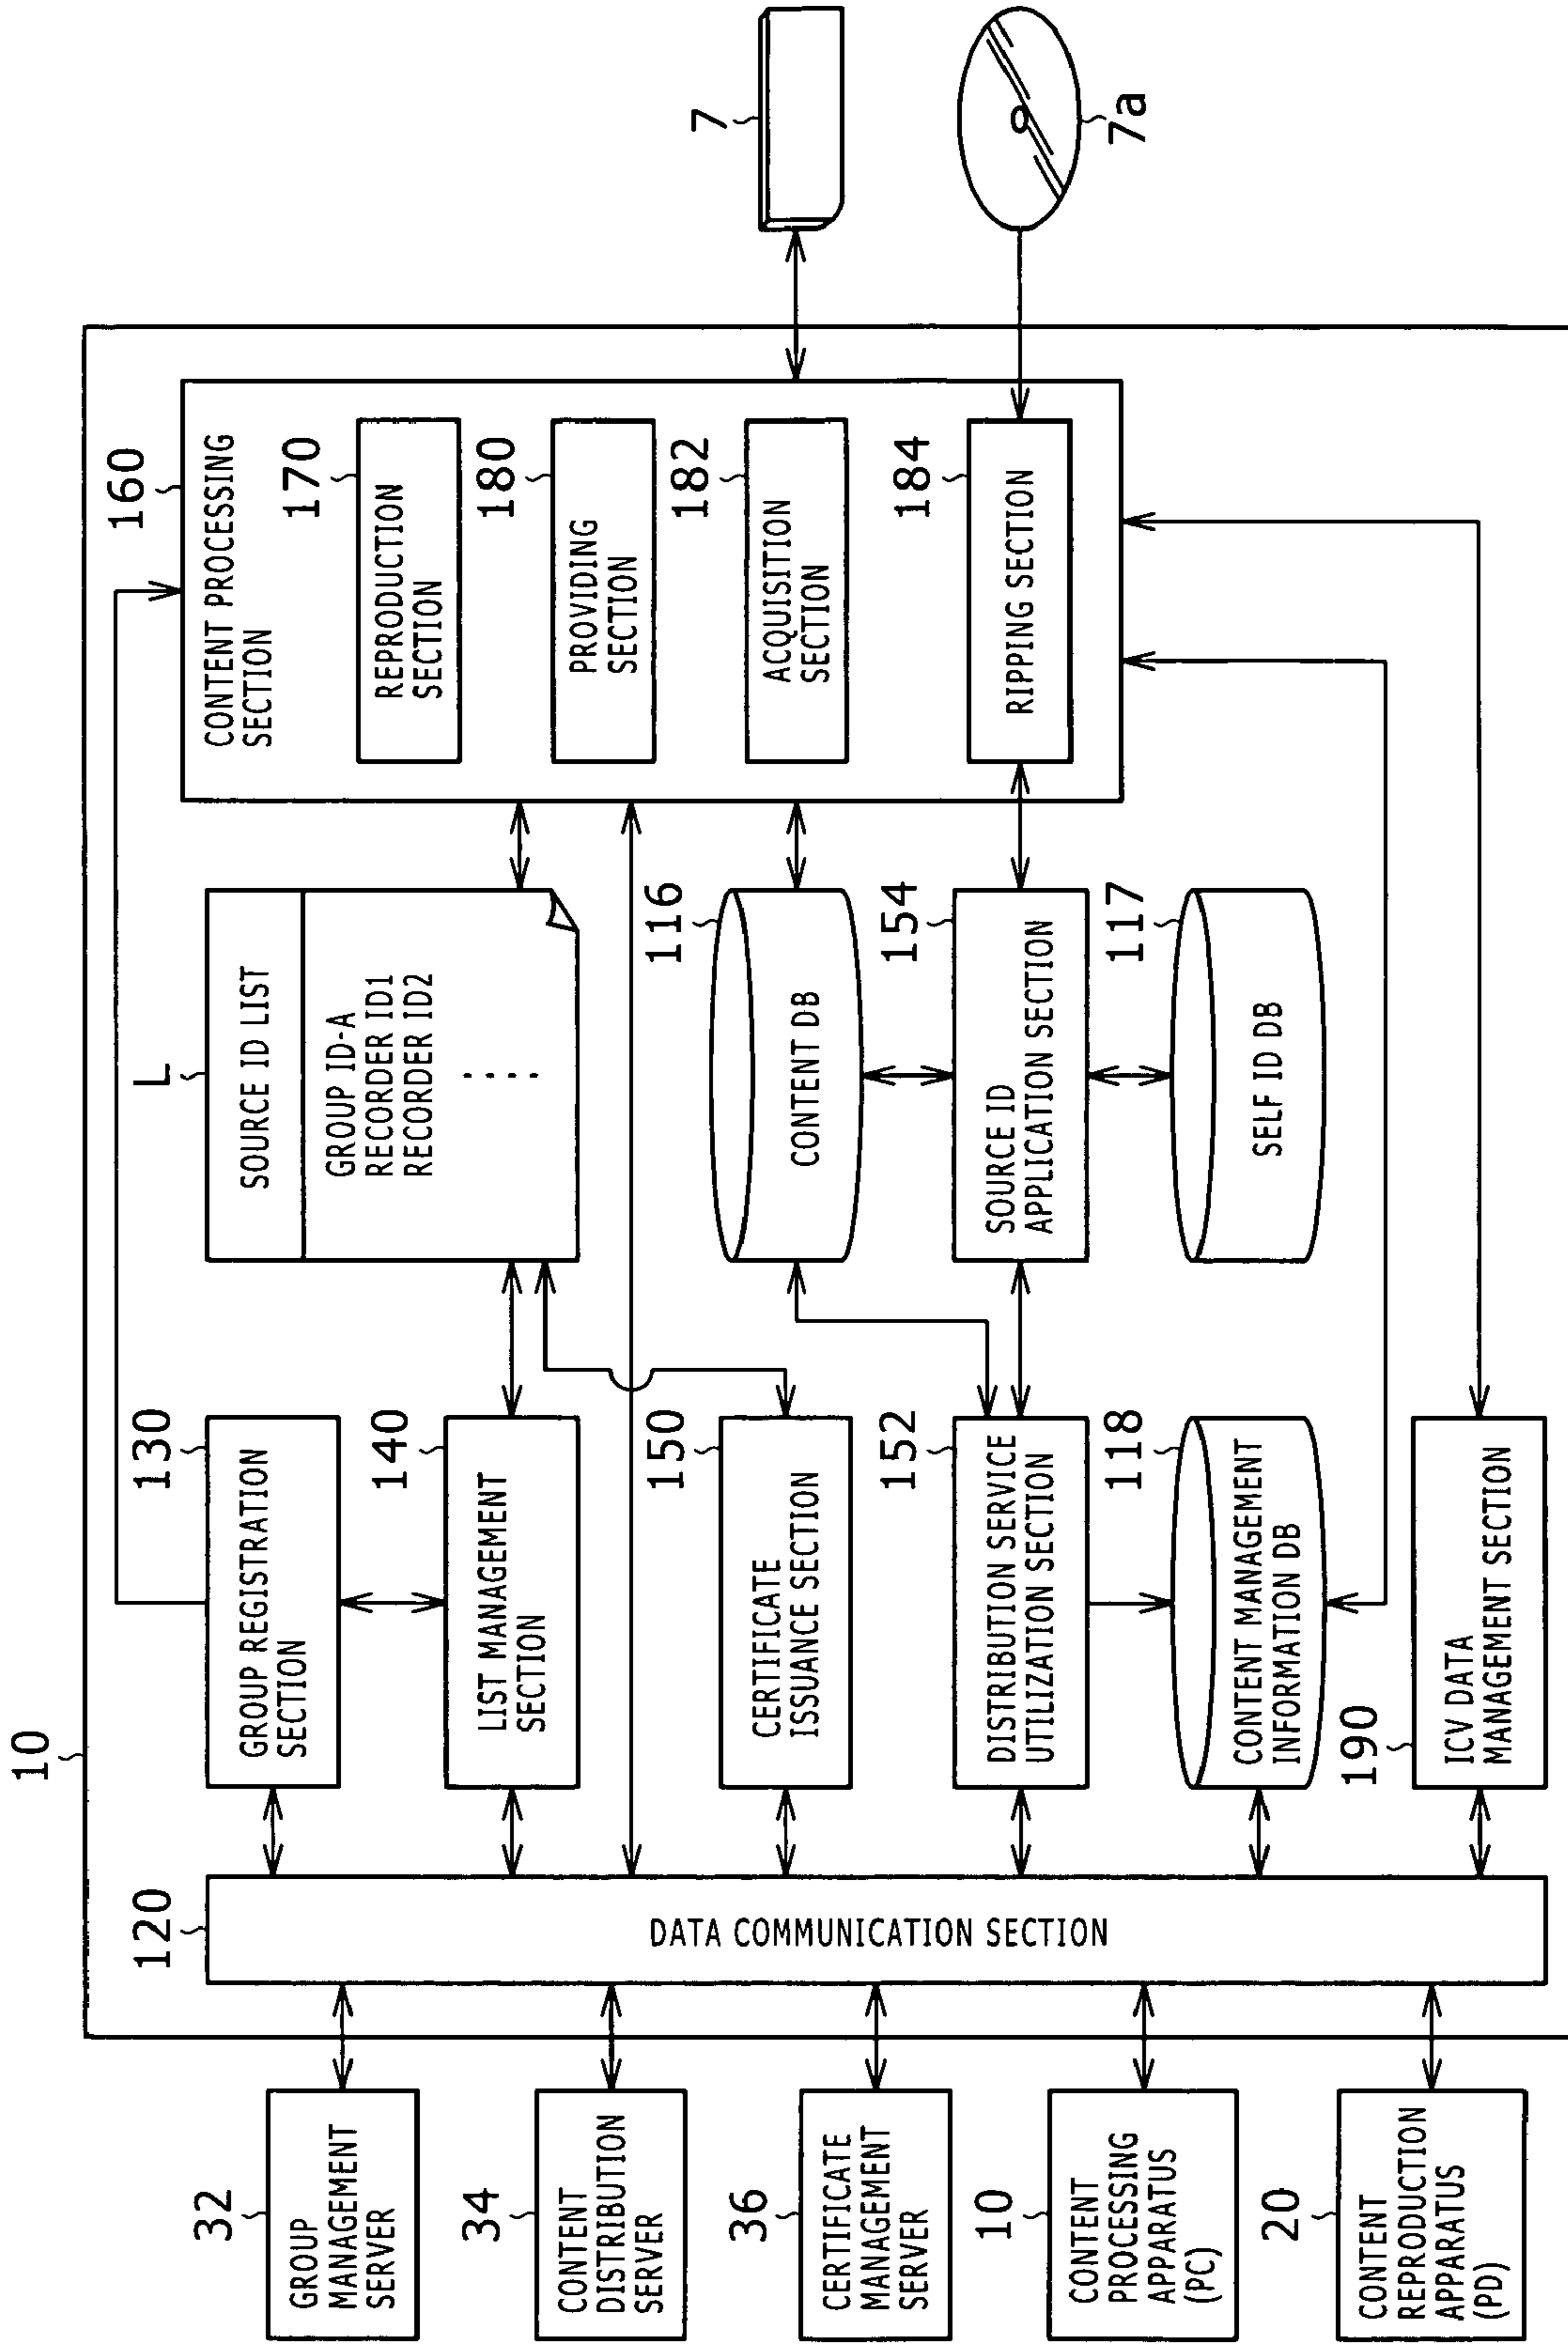 10
120
DATA COMMUNICATION SECTION
32
GROUP
MANAGEMENT
SERVER
34
CONTENT
DISTRIBUTION
SERVER
36
CERTIFICATE
MANAGEMENT
SERVER
10
CONTENT
PROCESSING
APPARATUS
(PC)
20
CONTENT
REPRODUCTION
APPARATUS
(PD)
130
GROUP REGISTRATION
SECTION
140
LIST MANAGEMENT
SECTION
150
CERTIFICATE
ISSUANCE SECTION
152
DISTRIBUTION SERVICE
UTILIZATION SECTION
118
CONTENT MANAGEMENT
INFORMATION DB
190
ICV DATA
MANAGEMENT SECTION
L
SOURCE ID LIST
GROUP ID-A
RECORDER ID1
RECORDER ID2
....
116
CONTENT DB
154
SOURCE ID
APPLICATION SECTION
117
SELF ID DB
160
CONTENT PROCESSING
SECTION
170
REPRODUCTION
SECTION
180
PROVIDING
SECTION
182
ACQUISITION
SECTION
184
RIPPING SECTION
7
7a